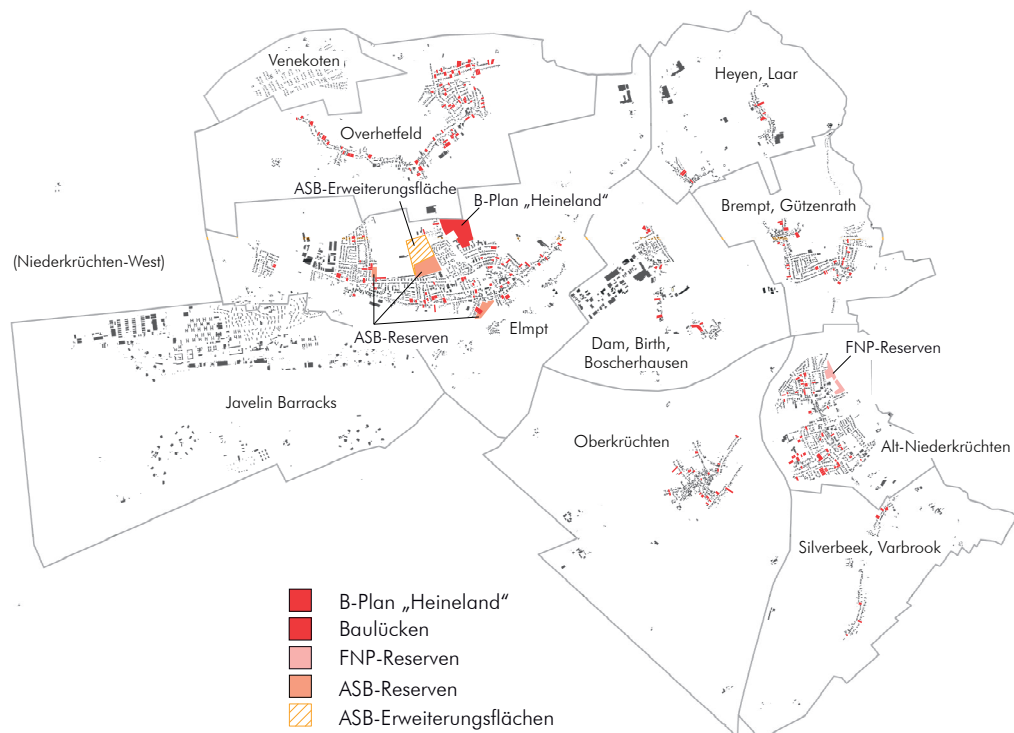 Venekoten
Heyen, Laar
Overhetfeld
ASB-Erweiterungsfläche
B-Plan „Heineland“
Brempt, Gützenrath
(Niederkrüchten-West)
ASB-Reserven
Elmpt
Dam, Birth,
Boscherhausen
FNP-Reserven
Javelin Barracks
Oberkrüchten
Alt-Niederkrüchten
Silverbeek, Varbrook
B-Plan „Heineland“
Baulücken
FNP-Reserven
ASB-Reserven
ASB-Erweiterungsflächen